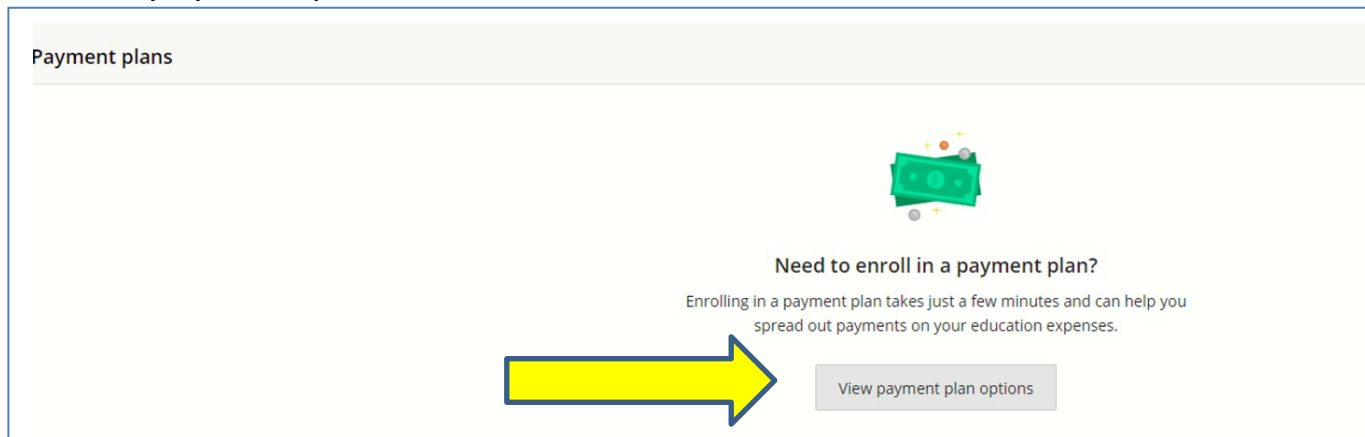 Payment plans
Need to enroll in a payment plan?
Enrolling in a payment plan takes just a few minutes and can help you
spread out payments on your education expenses.
View payment plan options